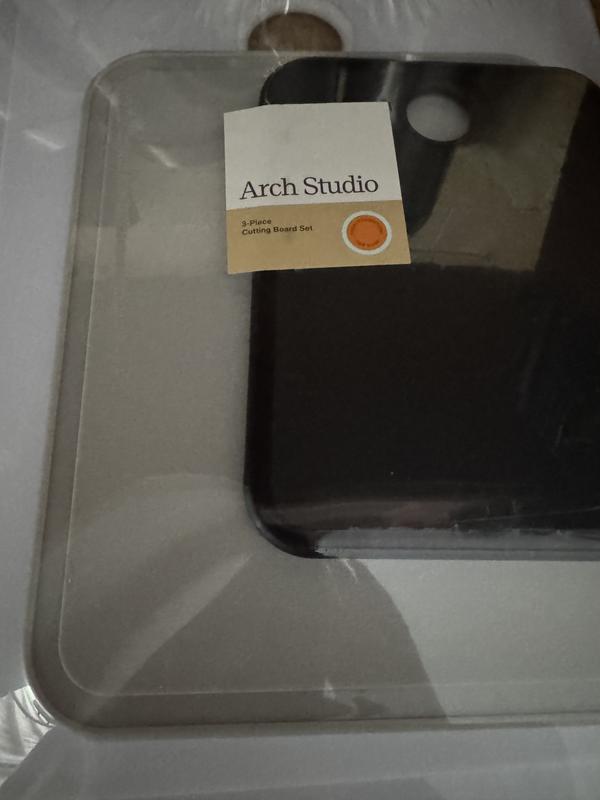 Arch Studio
3-Piece
Cutting Board Set